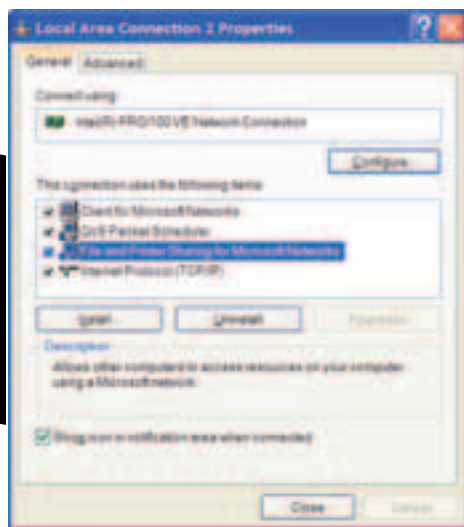 Local Area Connection 2 Properties
General Advanced
Connect using:
Intel(R) PRO/100 VE Network Connection
Configure...
This connection uses the following items:
Client for Microsoft Networks
QoS Packet Scheduler
File and Printer Sharing for Microsoft Networks
Internet Protocol (TCP/IP)
Install... Uninstall Properties
Description
Allows other computers to access resources on your computer
using a Microsoft network.
Show icon in notification area when connected
Close Cancel